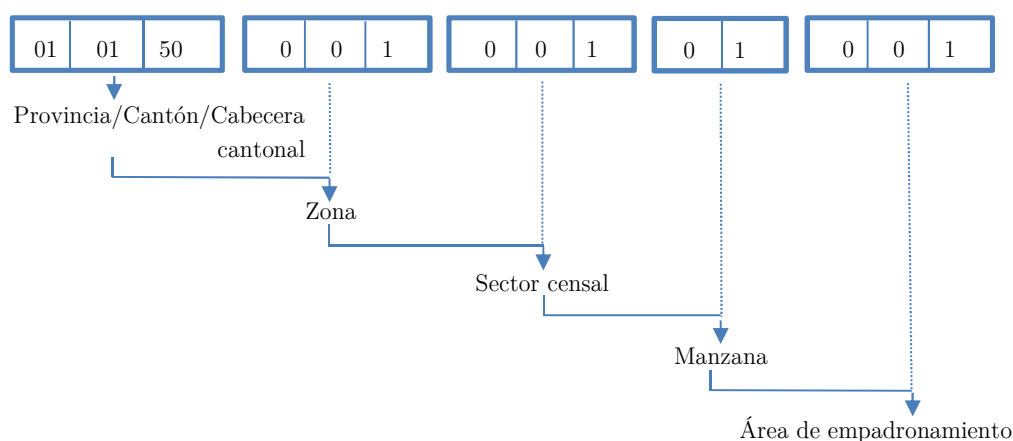 01 01 50 0 0 1 0 0 1 0 1 0 0 1
Provincia/Cantón/Cabecera
cantonal
Zona
Sector censal
Manzana
Área de empadronamiento